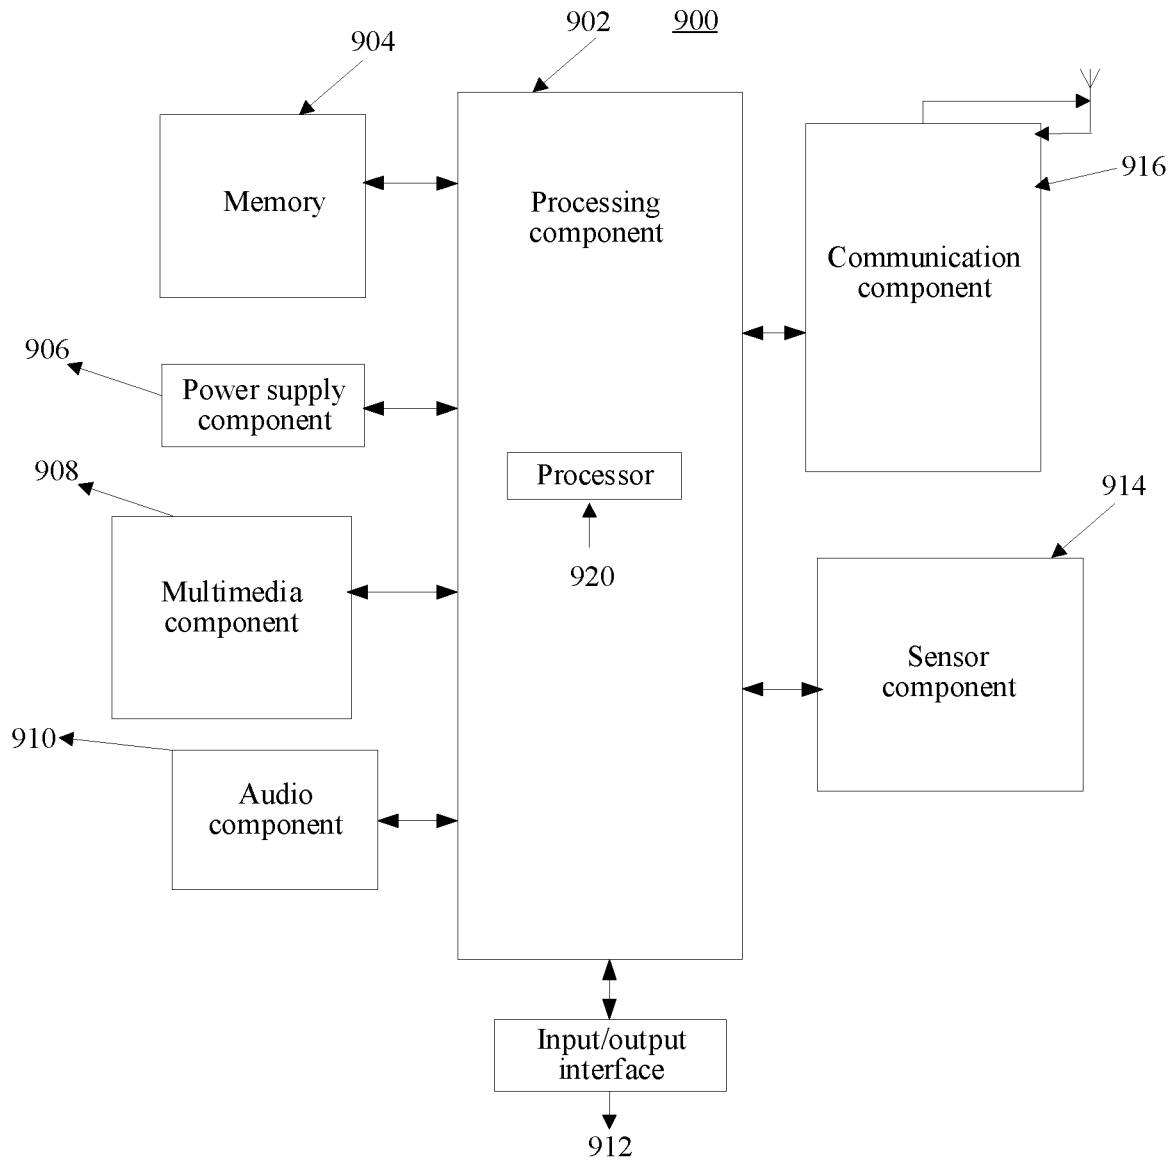 902
900
904
Memory
Processing
component
916
Communication
component
906
Power supply
component
908
Processor
920
914
Multimedia
component
Sensor
component
910
Audio
component
Input/output
interface
912